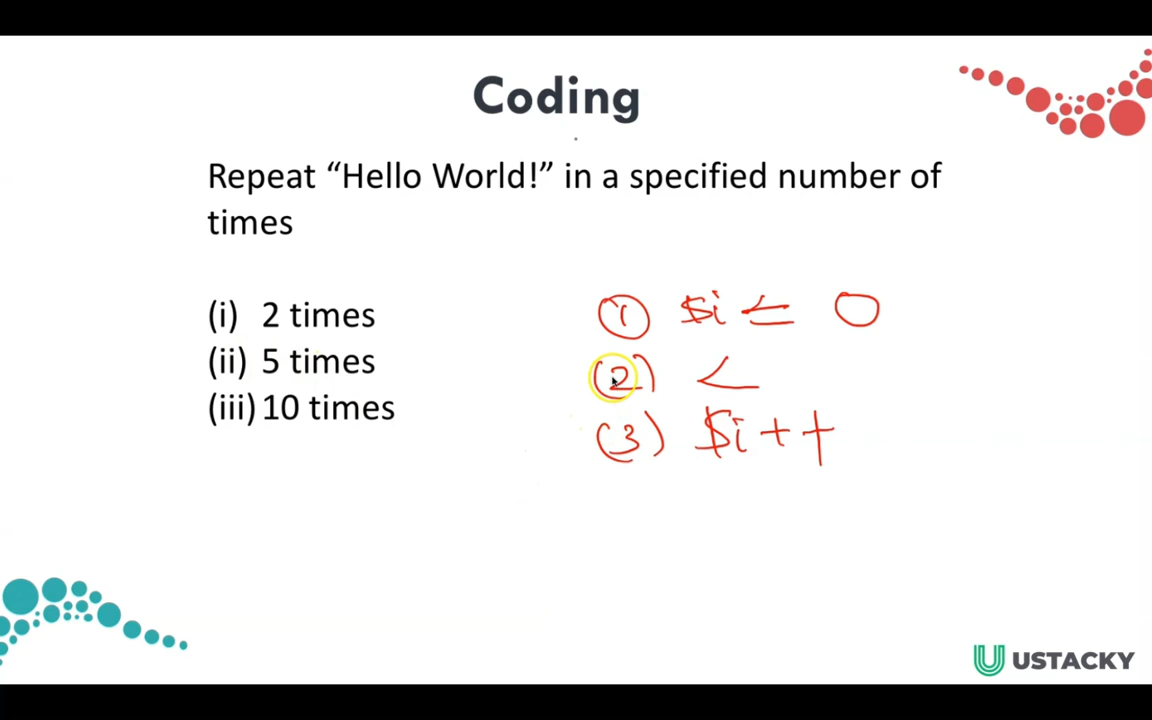 Coding
Repeat “Hello World!” in a specified number of
times
(i) 2 times
(ii) 5 times
(iii) 10 times
① $i ≤ 0
(2) <
(3) $i++
USTACKY